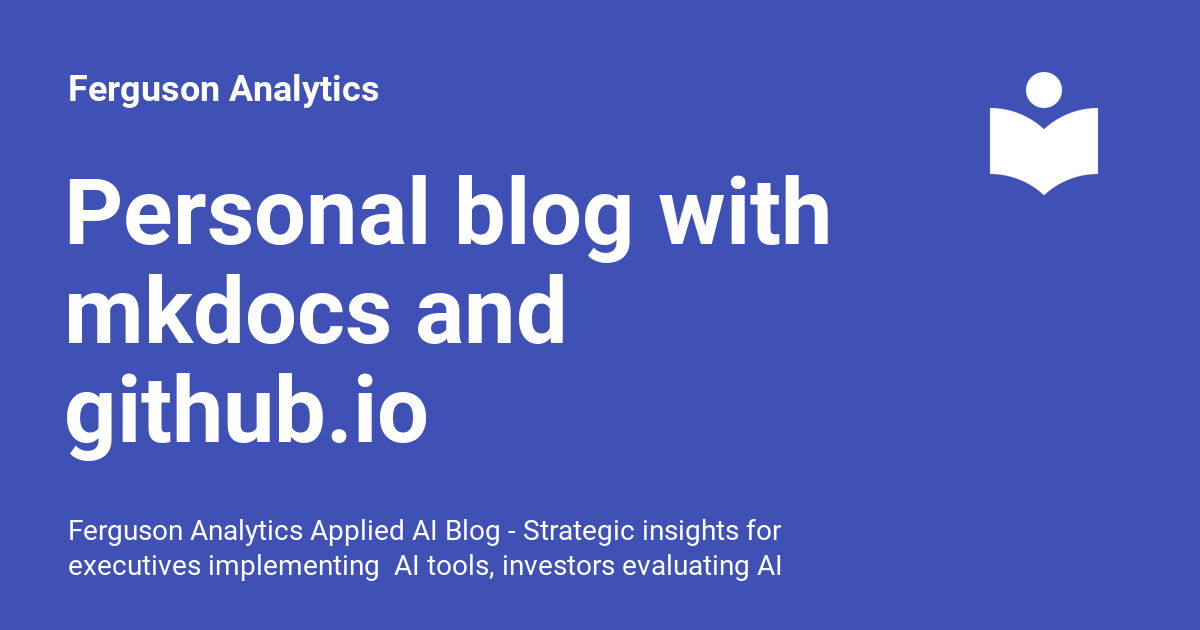 Ferguson Analytics
Personal blog with
mkdocs and
github.io
Ferguson Analytics Applied AI Blog - Strategic insights for
executives implementing  AI tools, investors evaluating AI